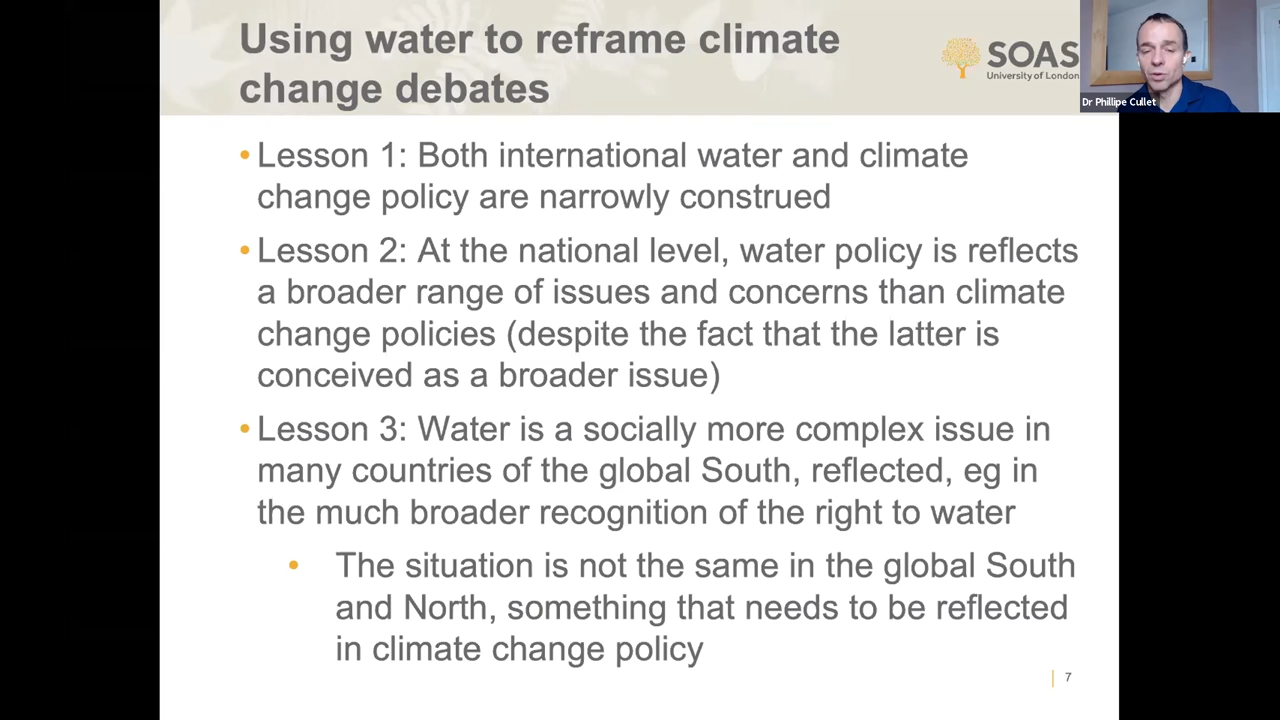 Using water to reframe climate
change debates
SOAS
University of London
Dr Phillipe Cullet
•Lesson 1: Both international water and climate
change policy are narrowly construed
•Lesson 2: At the national level, water policy is reflects
a broader range of issues and concerns than climate
change policies (despite the fact that the latter is
conceived as a broader issue)
•Lesson 3: Water is a socially more complex issue in
many countries of the global South, reflected, eg in
the much broader recognition of the right to water
• The situation is not the same in the global South
and North, something that needs to be reflected
in climate change policy
7